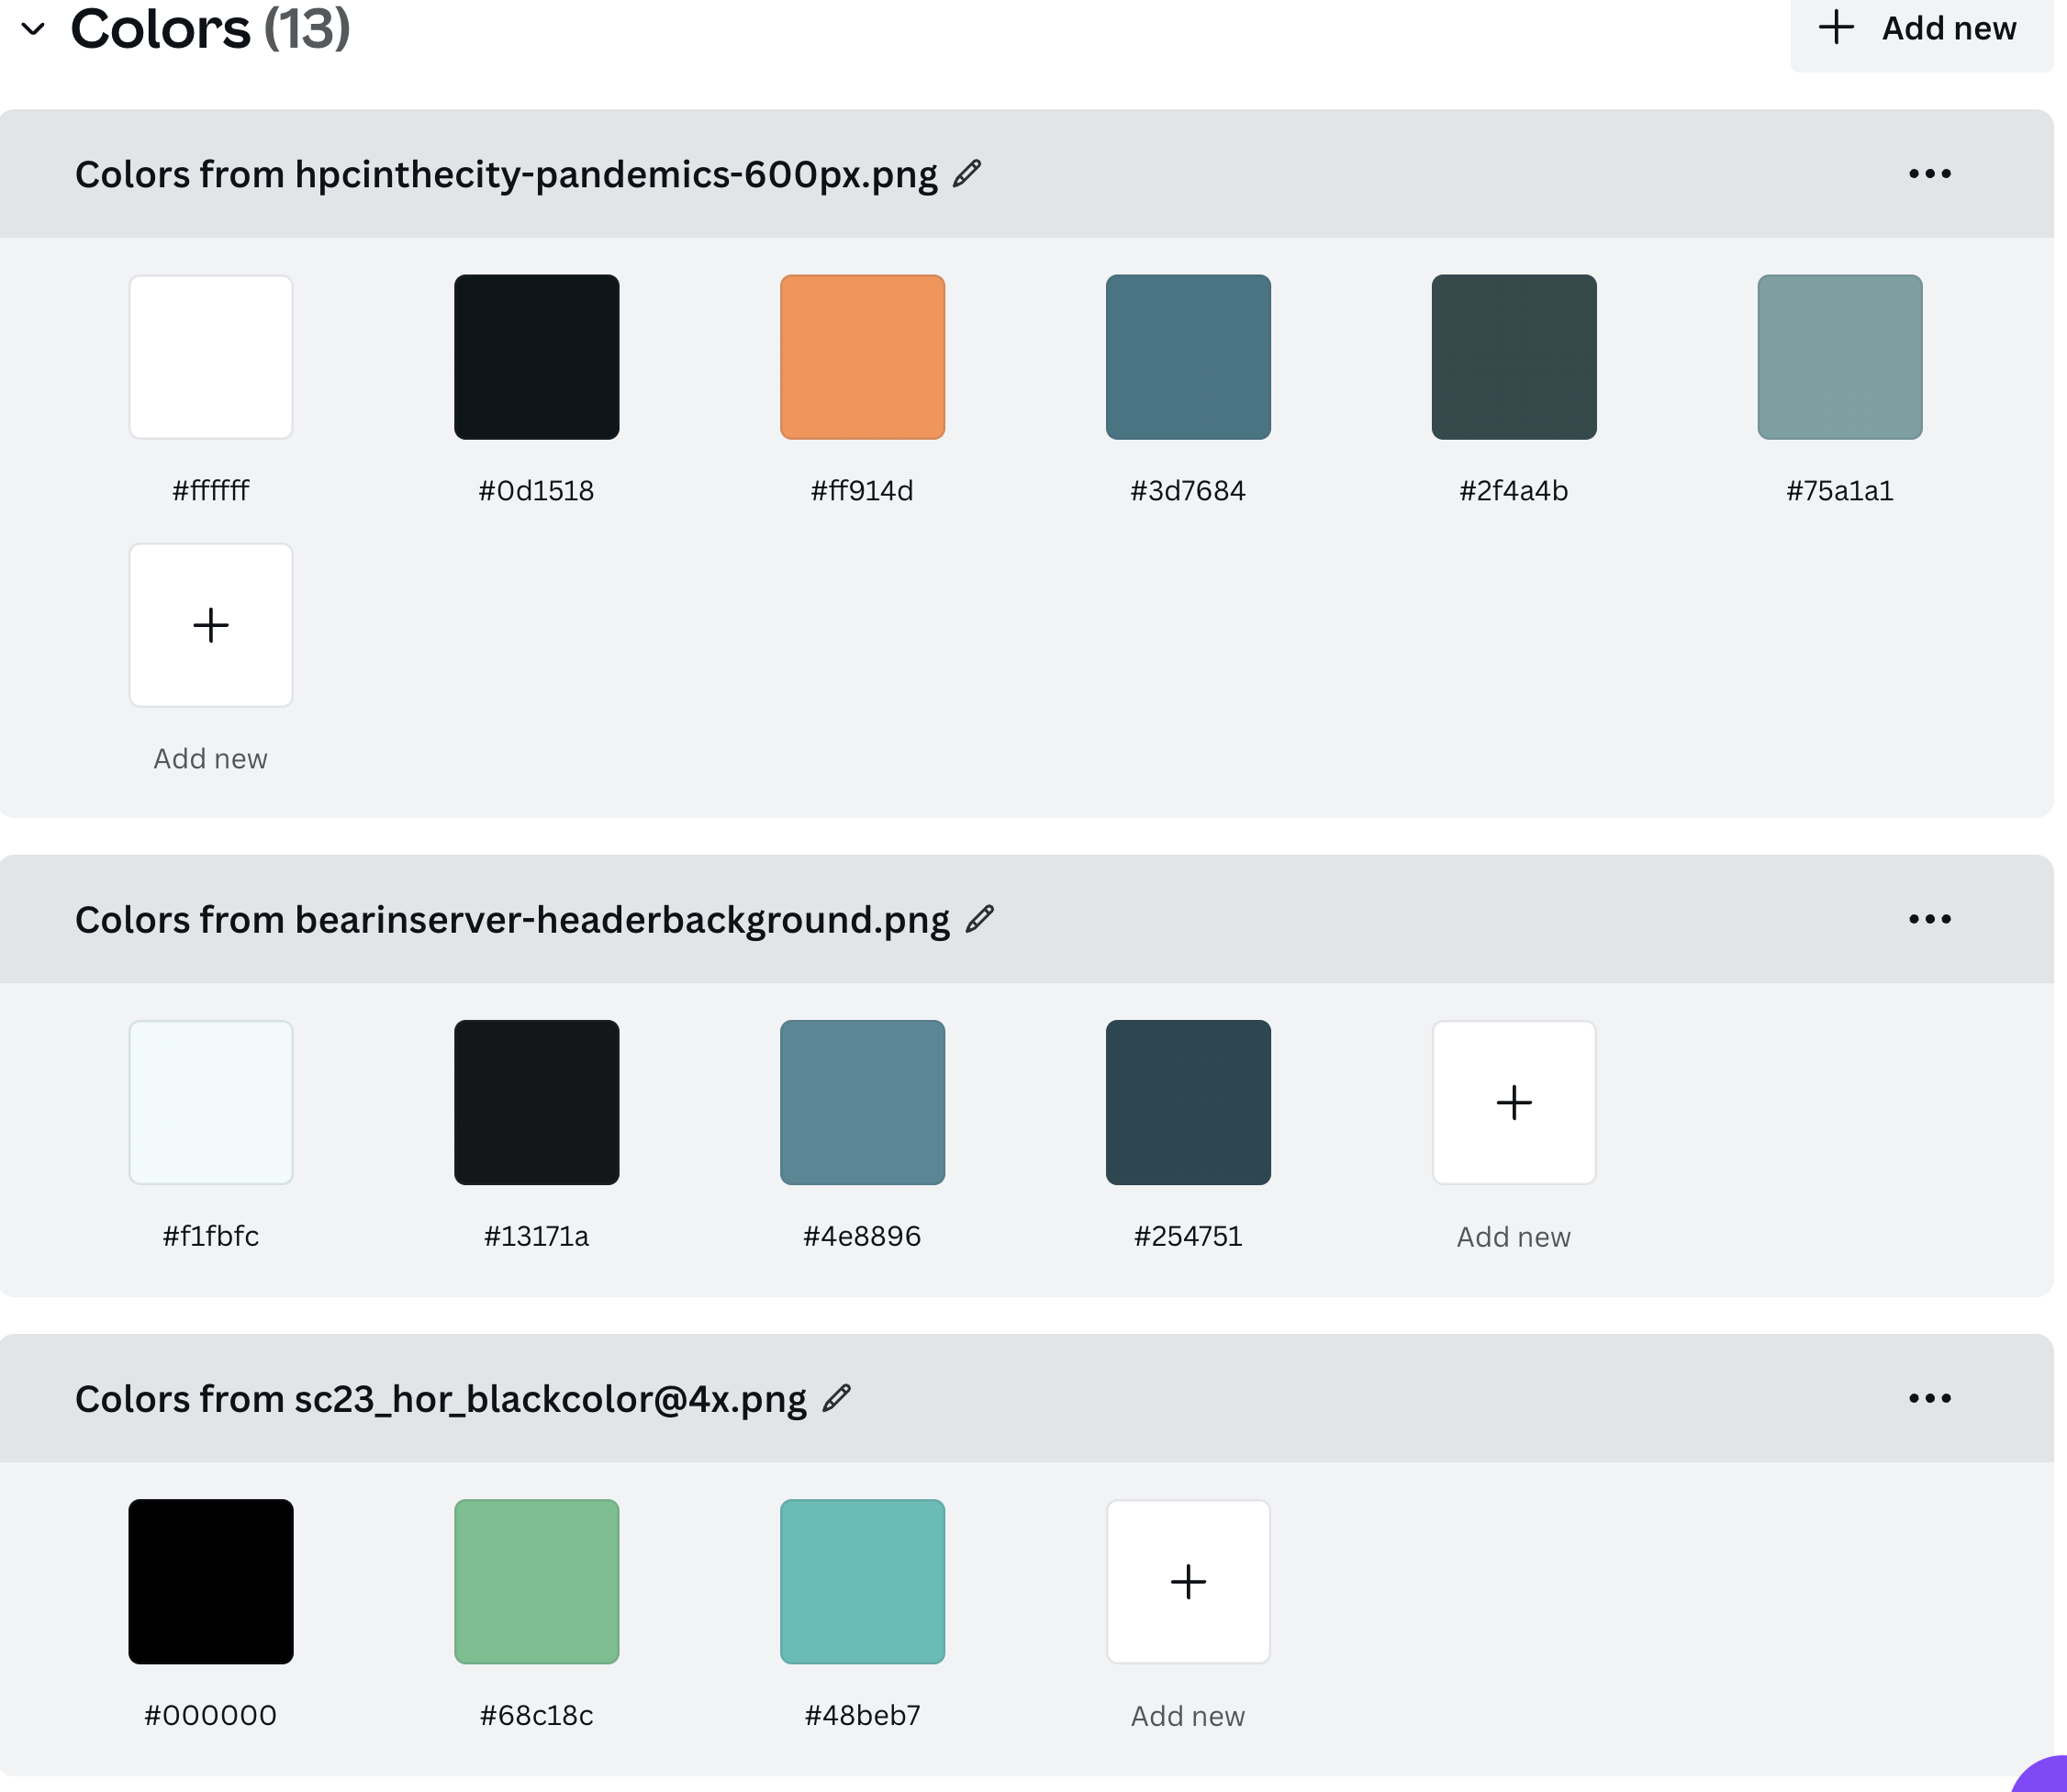 Colors (13)
Add new
Colors from hpcinthecity-pandemics-600px.png
#ffffff
#0d1518
#ff914d
#3d7684
#2f4a4b
#75a1a1
Add new
Colors from bearinserver-headerbackground.png
#f1fbfc
#13171a
#4e8896
#254751
Add new
Colors from sc23_hor_blackcolor@4x.png
#000000
#68c18c
#48beb7
Add new